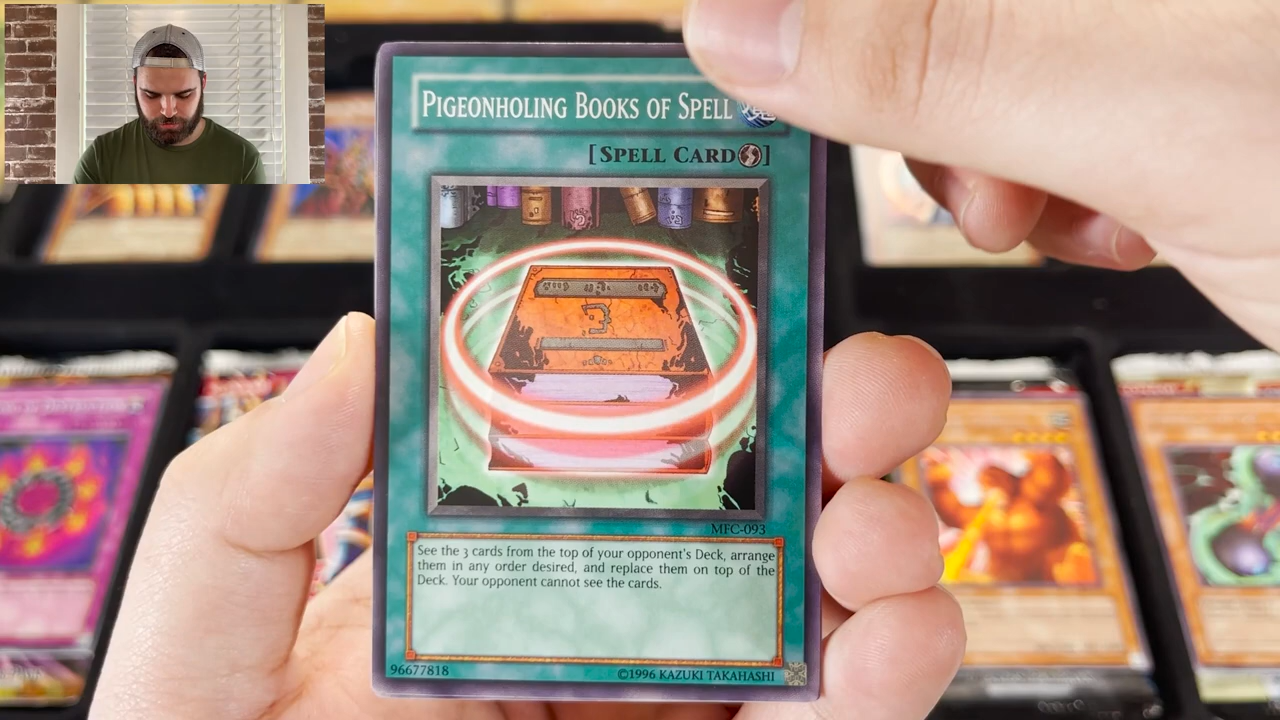 PIGEONHOLING BOOKS OF SPELL
[SPELL CARD]
MFC-093
See the 3 cards from the top of your opponent's Deck, arrange
them in any order desired, and replace them on top of the
Deck. Your opponent cannot see the cards.
96677818
©1996 KAZUKI TAKAHASHI